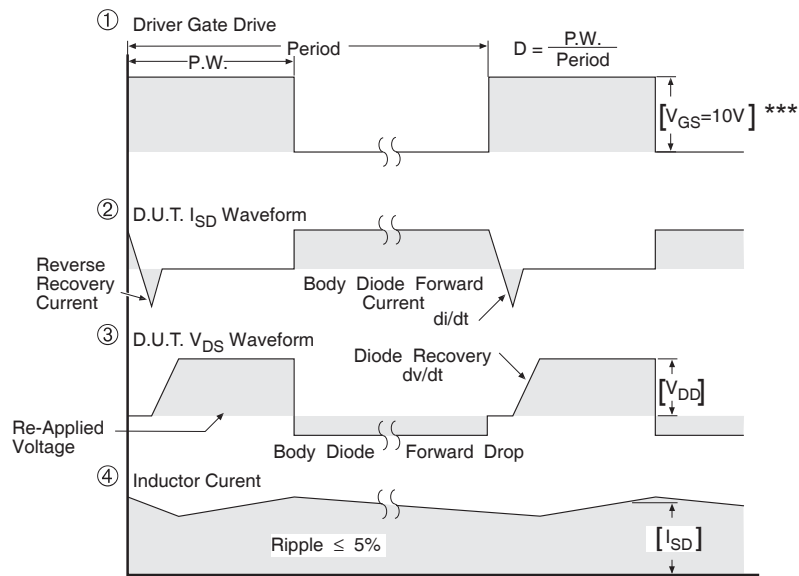 ① Driver Gate Drive
P.W.
Period
D = P.W. / Period
[VGS=10V] ***
② D.U.T. ISD Waveform
Reverse
Recovery
Current
Body Diode Forward
Current
di/dt
③ D.U.T. VDS Waveform
Diode Recovery
dv/dt
[VDD]
Re-Applied
Voltage
Body Diode Forward Drop
④ Inductor Curent
Ripple ≤ 5%
[ISD]